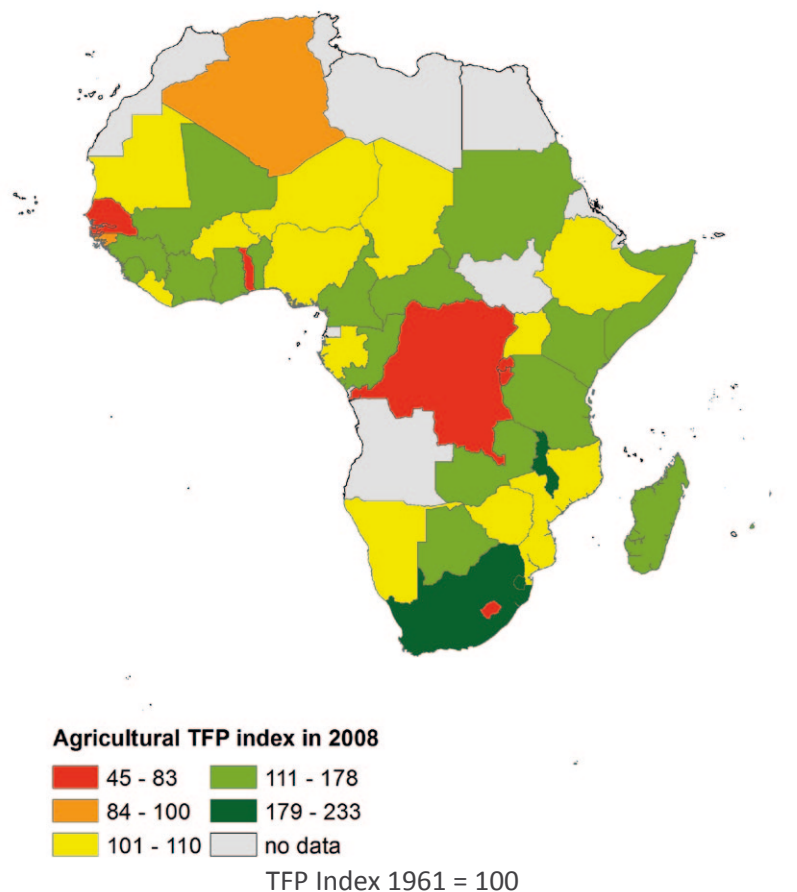 Agricultural TFP index in 2008
45 - 83 111 - 178
84 - 100 179 - 233
101 - 110 no data
TFP Index 1961 = 100